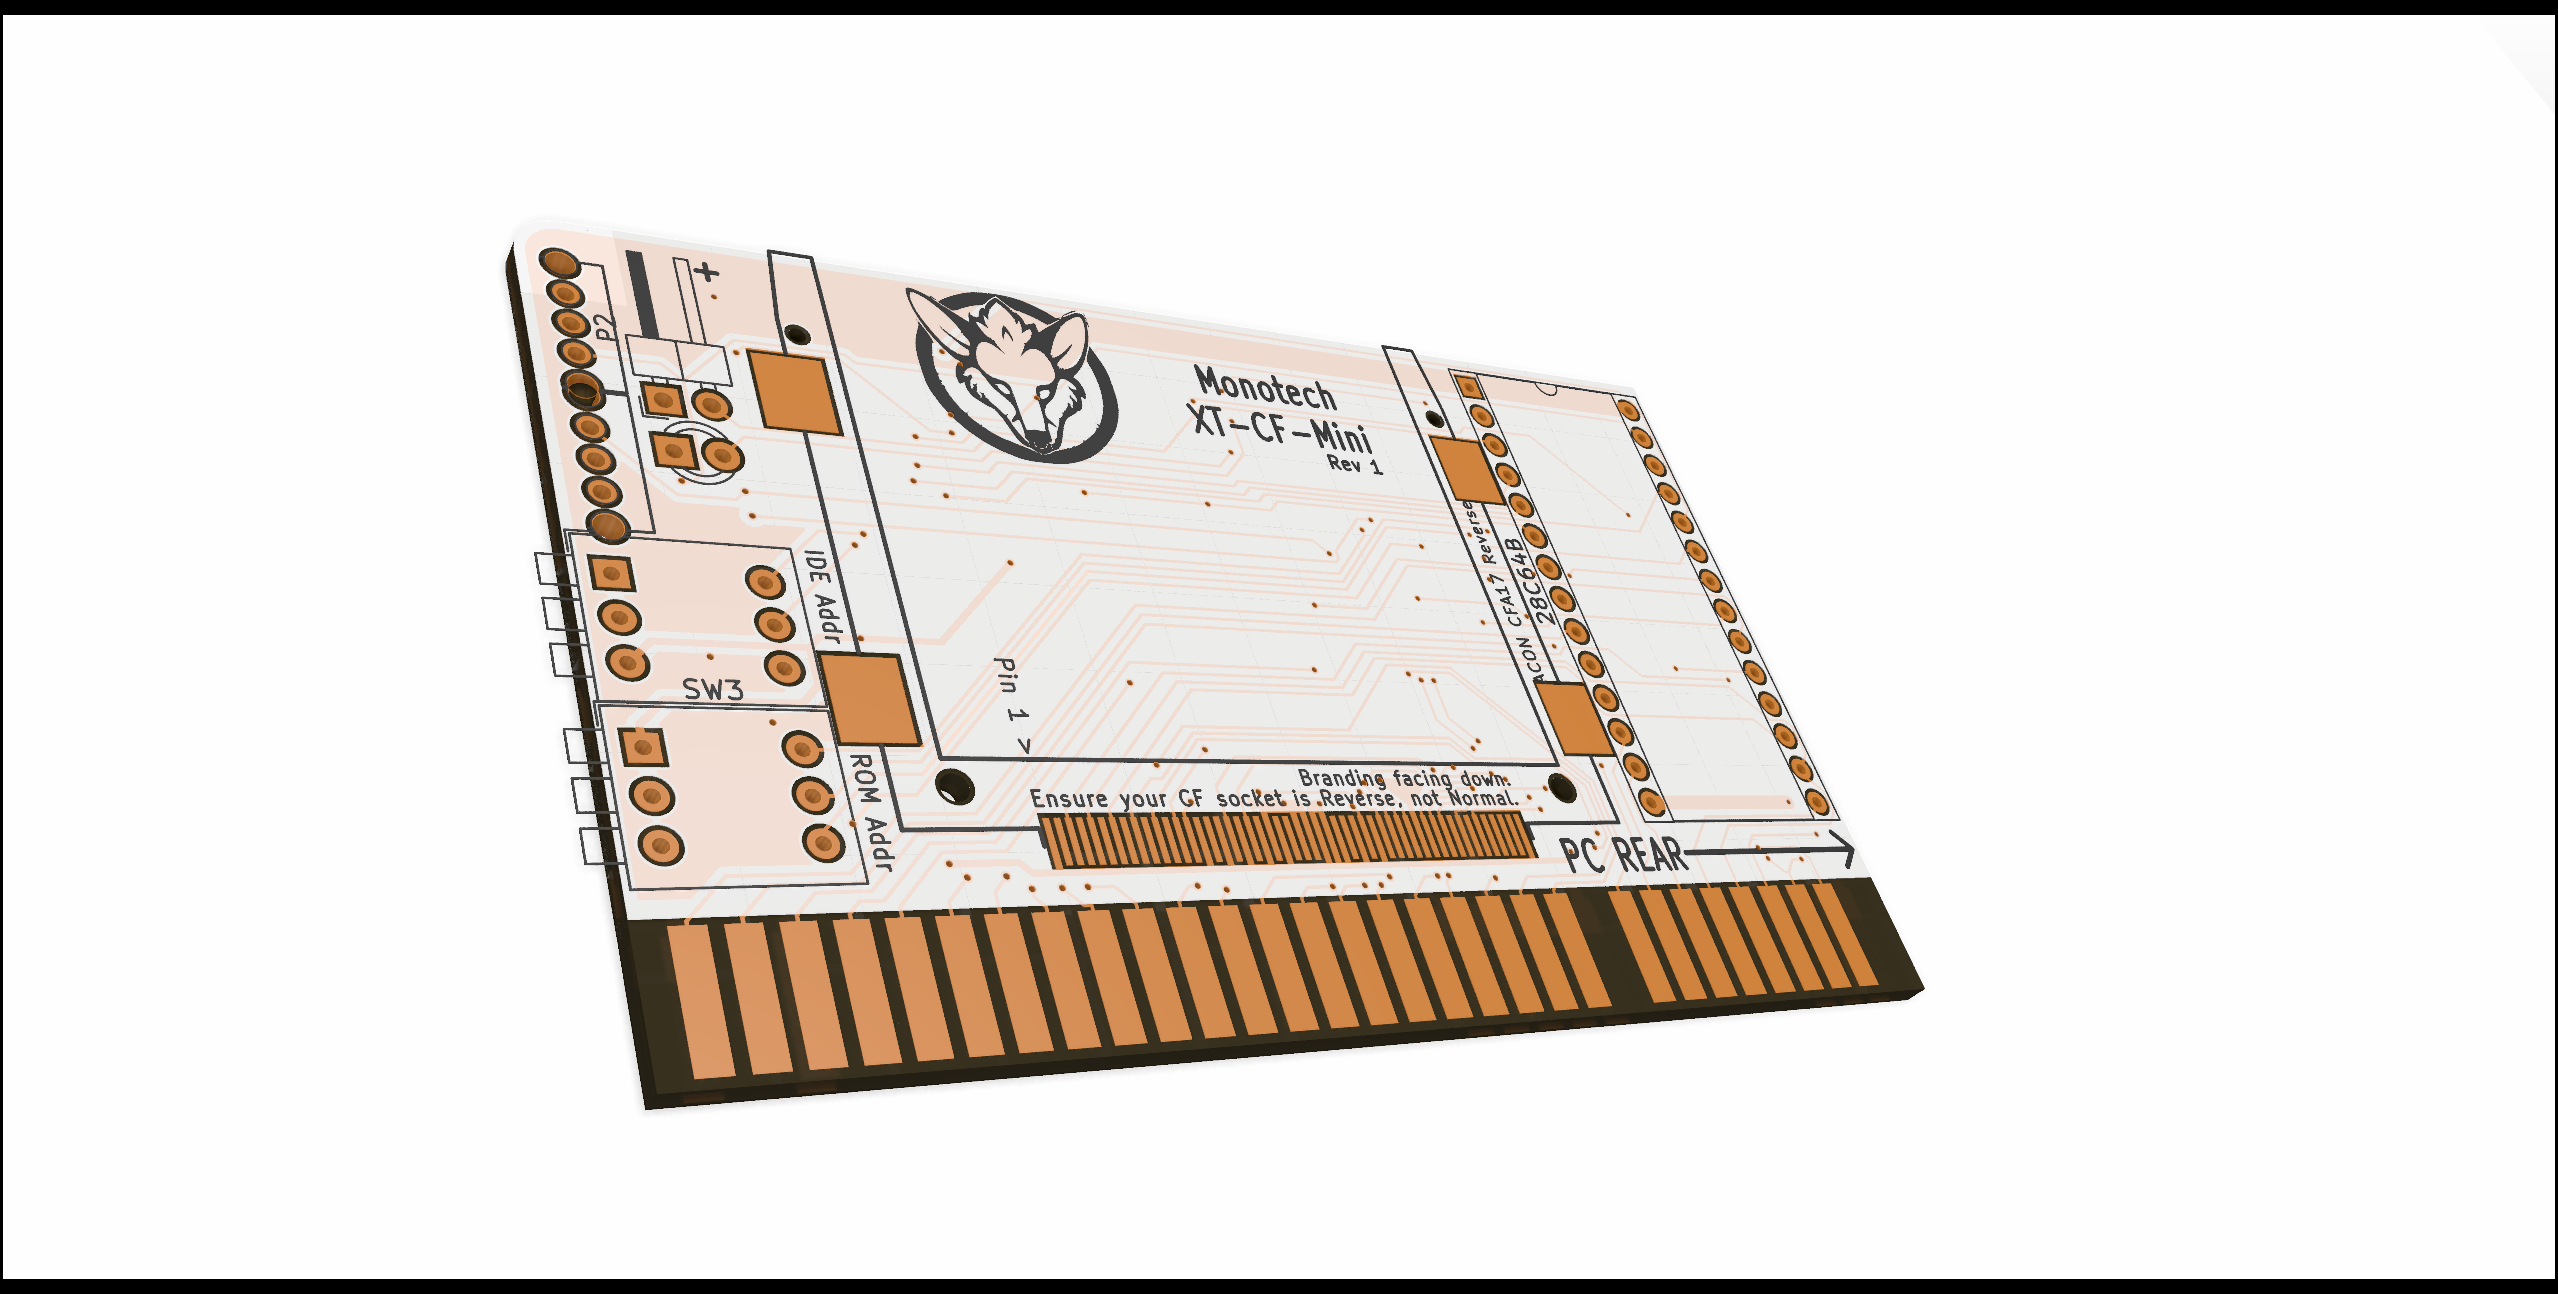 +
P2
Monotech
XT-CF-Mini
Rev 1
IDE Addr
SW3
ROM Addr
Pin 1 >
ACON CFA17 Reverse
28C64B
Branding facing down.
Ensure your CF socket is Reverse, not Normal.
PC REAR